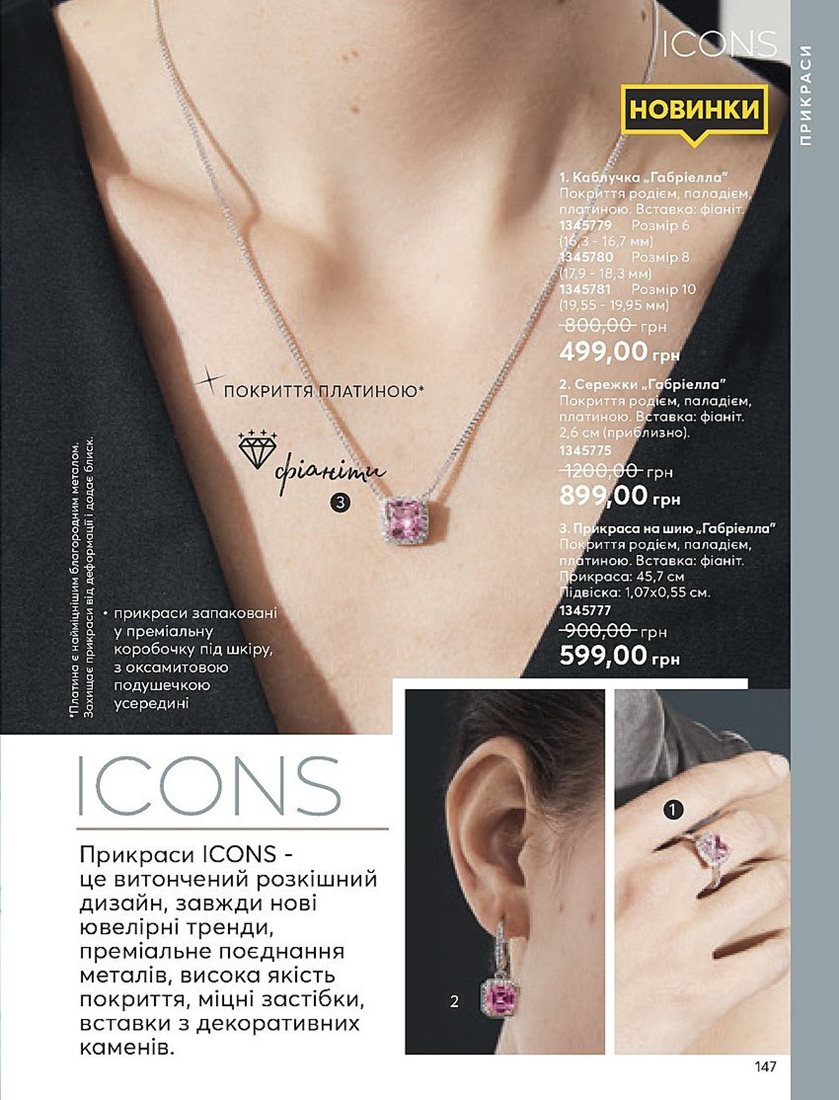 ICONS
ПРИКРАСИ
НОВИНКИ
1. Каблучка „Габріелла”
Покриття родієм, паладієм,
платиною. Вставка: фіаніт.
1345779 Розмір 6
(16,3 - 16,7 мм)
1345780 Розмір 8
(17,9 - 18,3 мм)
1345781 Розмір 10
(19,55 - 19,95 мм)
800,00 грн
499,00 грн
2. Сережки „Габріелла”
Покриття родієм, паладієм,
платиною. Вставка: фіаніт.
2,6 см (приблизно).
1345775
1200,00 грн
899,00 грн
3. Прикраса на шию „Габріелла”
Покриття родієм, паладієм,
платиною. Вставка: фіаніт.
Прикраса: 45,7 см
Підвіска: 1,07х0,55 см.
1345777
900,00 грн
599,00 грн
ПОКРИТТЯ ПЛАТИНОЮ*
фіаніти
3
*Платина є найміцнішим благородним металом.
Захищає прикраси від деформації і додає блиск.
• прикраси запаковані
у преміальну
коробочку під шкіру,
з оксамитовою
подушечкою
усередині
ICONS
Прикраси ICONS -
це витончений розкішний
дизайн, завжди нові
ювелірні тренди,
преміальне поєднання
металів, висока якість
покриття, міцні застібки,
вставки з декоративних
каменів.
2
1
147